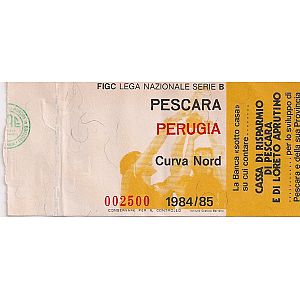 FIGC LEGA NAZIONALE SERIE B
PESCARA
PERUGIA
Curva Nord
002500
1984/85
CONSERVARE PER IL CONTROLLO
La Banca «sotto casa»
su cui contare
CASSA DI RISPARMIO
DI PESCARA
E DI LORETO APRUTINO
per lo sviluppo di
Pescara e della sua Provincia